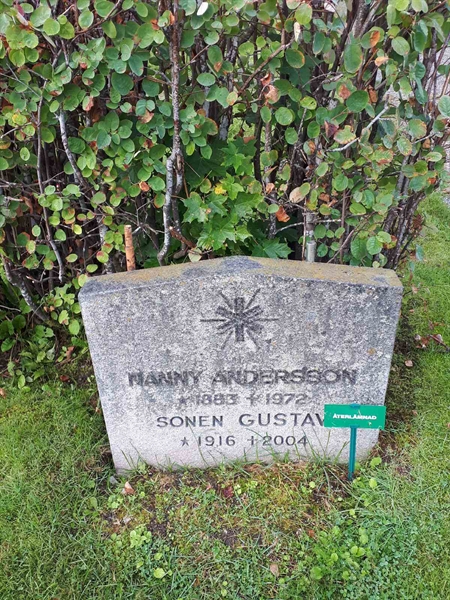 NANNY ANDERSSON
* 1883 † 1972
SONEN GUSTAV
* 1916 † 2004
ÅTERLÄMNAD